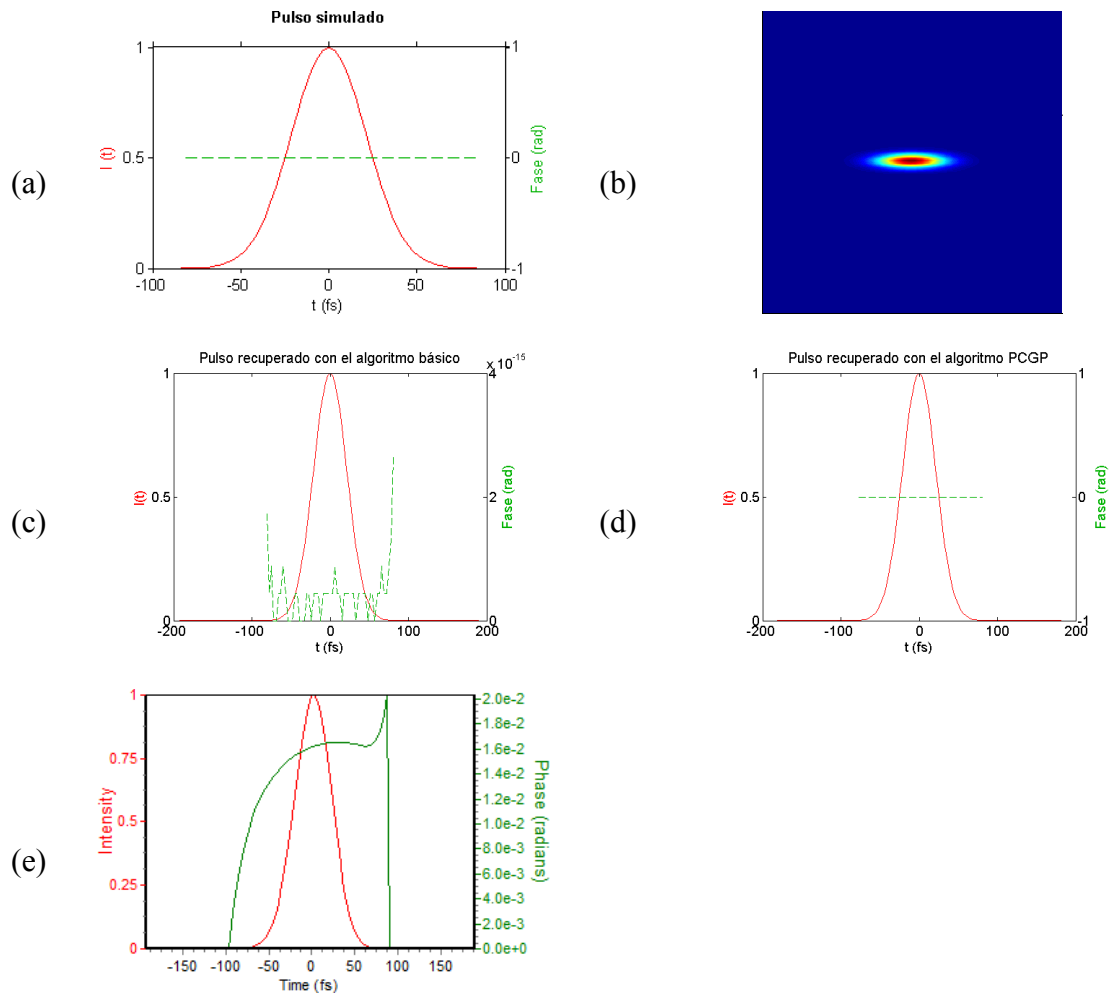 (a)
Pulso simulado
1
0.5
0
I (t)
1
0
-1
Fase (rad)
-100 -50 0 50 100
t (fs)
(b)
(c)
Pulso recuperado con el algoritmo básico
x 10-15
1
0.5
0
I(t)
4
2
0
Fase (rad)
-200 -100 0 100 200
t (fs)
(d)
Pulso recuperado con el algoritmo PCGP
1
0.5
0
I(t)
1
0
-1
Fase (rad)
-200 -100 0 100 200
t (fs)
(e)
1
0.75
0.5
0.25
0
Intensity
2.0e-2
1.8e-2
1.6e-2
1.4e-2
1.2e-2
1.0e-2
8.0e-3
6.0e-3
4.0e-3
2.0e-3
0.0e+0
Phase (radians)
-150 -100 -50 0 50 100 150
Time (fs)